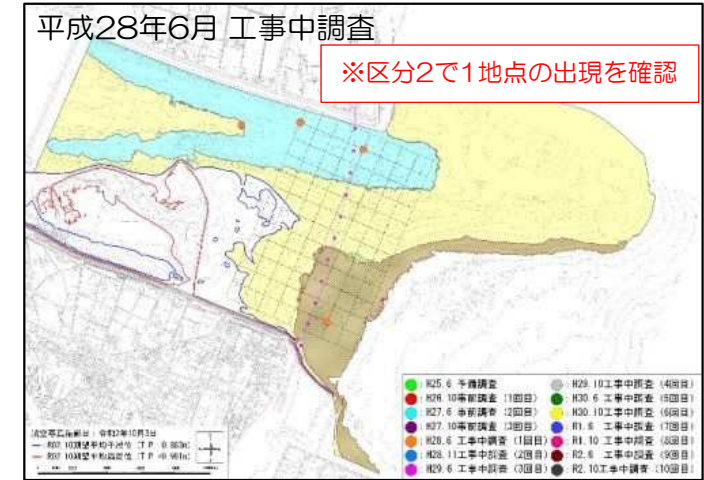 平成28年6月 工事中調査
※区分2で1地点の出現を確認
H25.6 予備調査
H26.10事前調査 (1回目)
H27.6 事前調査 (2回目)
H27.10事前調査 (3回目)
H28.6 工事中調査 (1回目)
H28.11工事中調査 (2回目)
H29.6 工事中調査 (3回目)
H29.10工事中調査 (4回目)
H30.6 工事中調査 (5回目)
H30.10工事中調査 (6回目)
R1.6 工事中調査 (7回目)
R1.10 工事中調査 (8回目)
R2.6 工事中調査 (9回目)
R2.10工事中調査 (10回目)